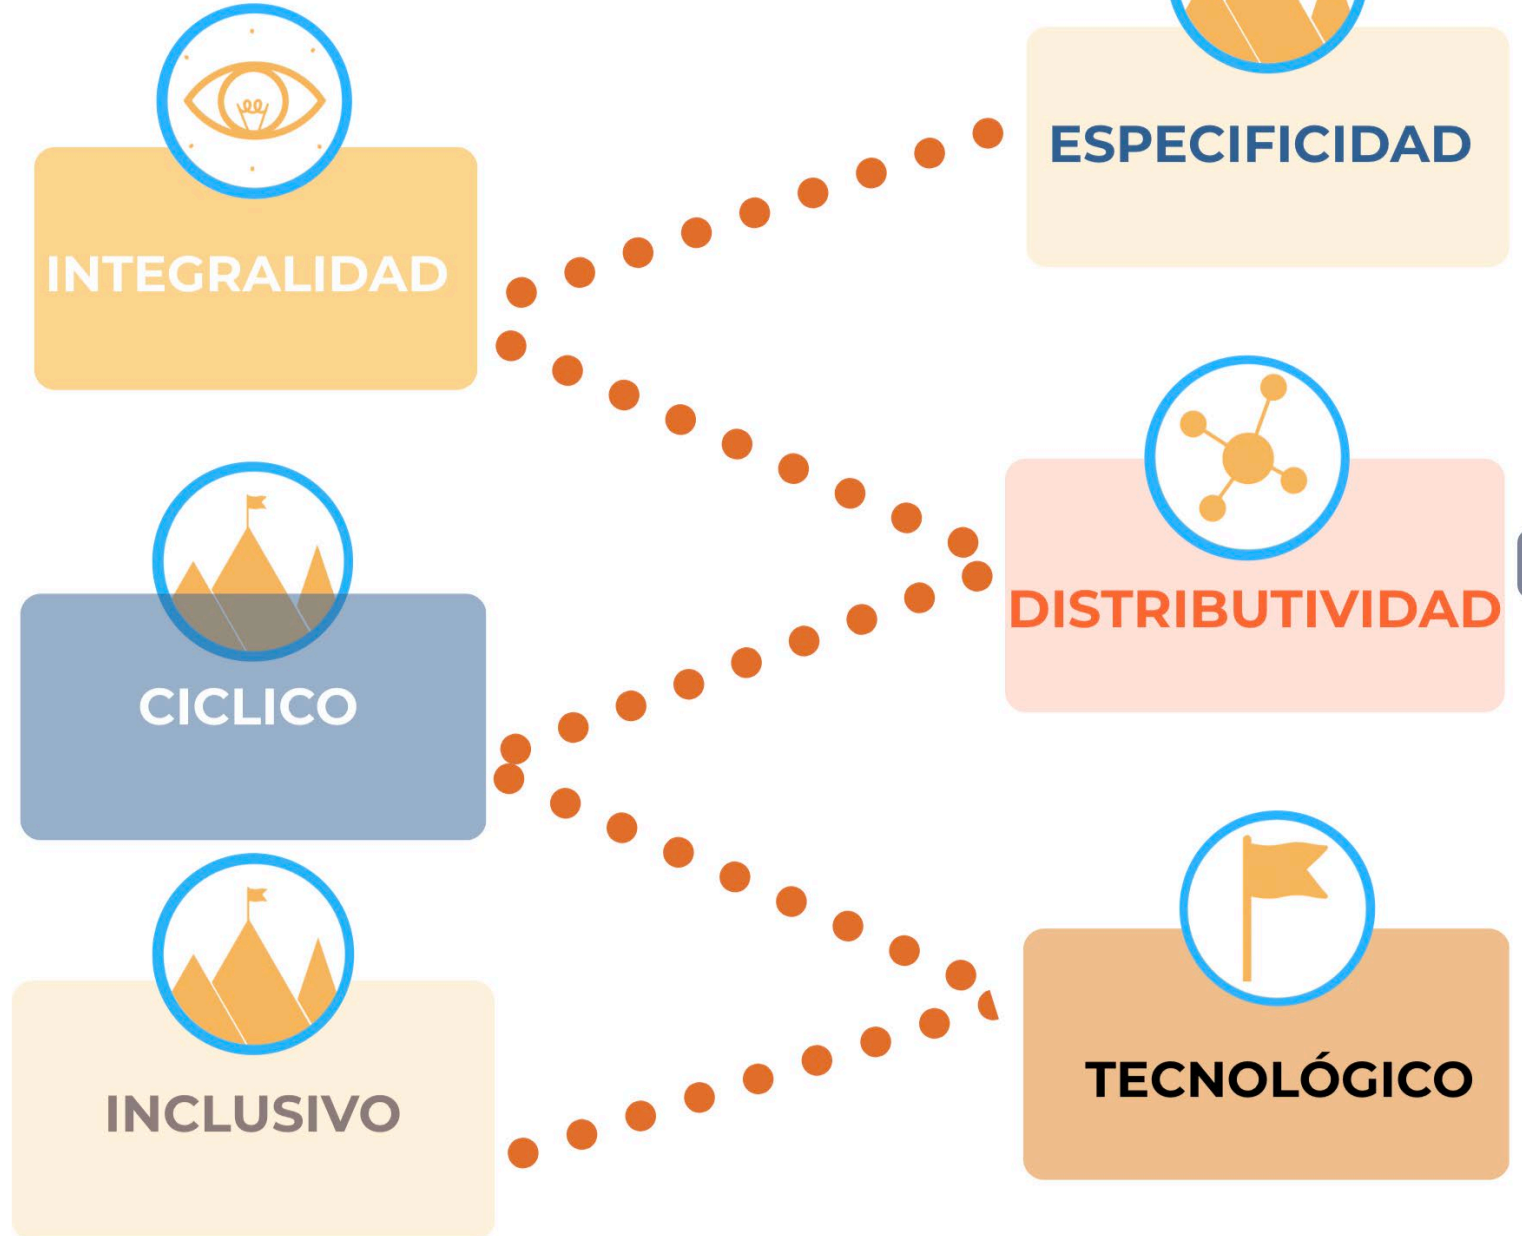 ESPECIFICIDAD
INTEGRALIDAD
DISTRIBUTIVIDAD
CICLICO
TECNOLÓGICO
INCLUSIVO